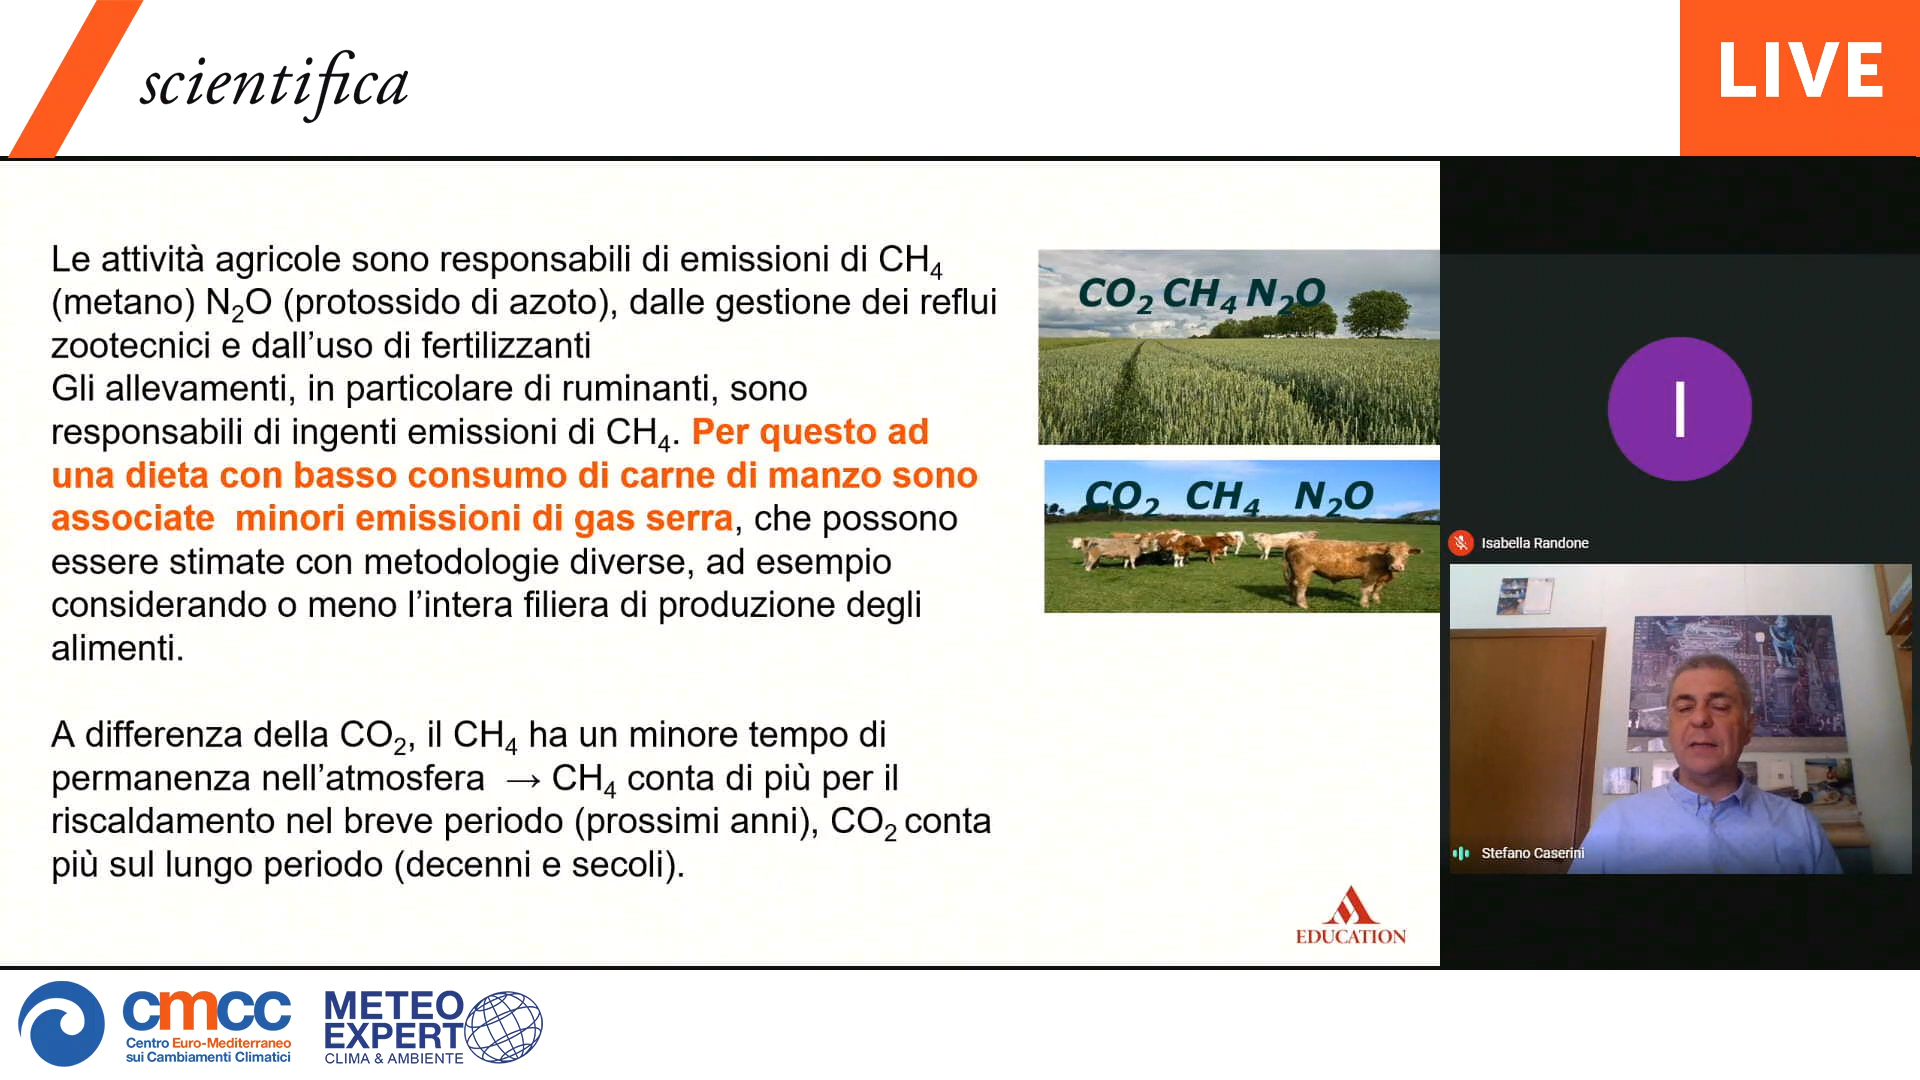 scientifica
LIVE
Le attività agricole sono responsabili di emissioni di CH₄
(metano) N₂O (protossido di azoto), dalle gestione dei reflui
zootecnici e dall’uso di fertilizzanti
Gli allevamenti, in particolare di ruminanti, sono
responsabili di ingenti emissioni di CH₄. Per questo ad
una dieta con basso consumo di carne di manzo sono
associate  minori emissioni di gas serra, che possono
essere stimate con metodologie diverse, ad esempio
considerando o meno l’intera filiera di produzione degli
alimenti.
A differenza della CO₂, il CH₄ ha un minore tempo di
permanenza nell’atmosfera → CH₄ conta di più per il
riscaldamento nel breve periodo (prossimi anni), CO₂ conta
più sul lungo periodo (decenni e secoli).
CO₂ CH₄ N₂O
CO₂ CH₄ N₂O
EDUCATION
I
Isabella Randone
Stefano Caserini
cmcc
Centro Euro-Mediterraneo
sui Cambiamenti Climatici
METEO
EXPERT
CLIMA & AMBIENTE